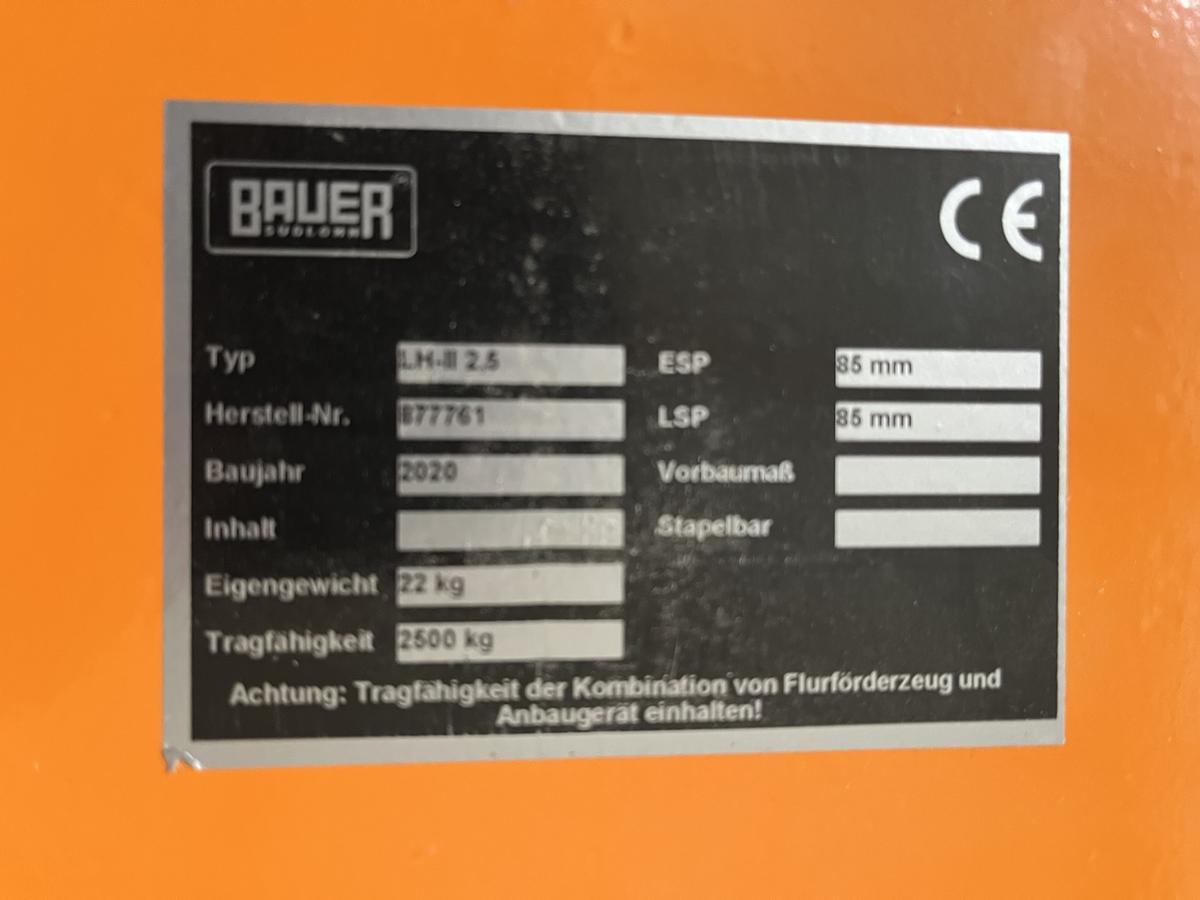 BAUER®
SÜDLOHN
CE
Typ LH-II 2,5 ESP 85 mm
Herstell-Nr. 877761 LSP 85 mm
Baujahr 2020 Vorbaumaß
Inhalt Stapelbar
Eigengewicht 22 kg
Tragfähigkeit 2500 kg
Achtung: Tragfähigkeit der Kombination von Flurförderzeug und
Anbaugerät einhalten!